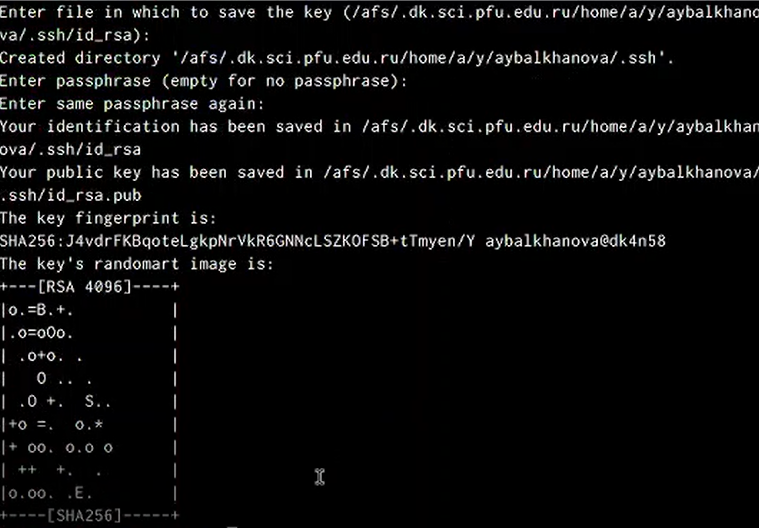 Enter file in which to save the key (/afs/.dk.sci.pfu.edu.ru/home/a/y/aybalkhano
va/.ssh/id_rsa):
Created directory '/afs/.dk.sci.pfu.edu.ru/home/a/y/aybalkhanova/.ssh'.
Enter passphrase (empty for no passphrase):
Enter same passphrase again:
Your identification has been saved in /afs/.dk.sci.pfu.edu.ru/home/a/y/aybalkhan
ova/.ssh/id_rsa
Your public key has been saved in /afs/.dk.sci.pfu.edu.ru/home/a/y/aybalkhanova/
.ssh/id_rsa.pub
The key fingerprint is:
SHA256:J4vdrFKBqoteLgkpNrVkR6GNNcLSZKOFSB+tTmyen/Y aybalkhanova@dk4n58
The key's randomart image is:
+---[RSA 4096]----+
|o.=B.+.          |
|.o=oOo.          |
| .o+o. .         |
|   O .. .        |
| .O +.  S..      |
|+o =.  o.*       |
|+ oo. o.o o      |
| ++  +.  .       |
|o.oo. .E.        |
+----[SHA256]-----+